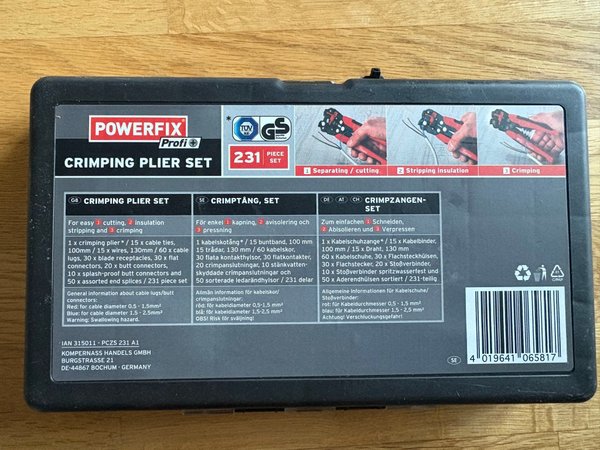 POWERFIX
Profi+
CRIMPING PLIER SET
*
TÜV
GS
231 PIECE SET
1 Separating / cutting
2 Stripping insulation
3 Crimping
GB CRIMPING PLIER SET
For easy 1 cutting, 2 insulation
stripping and 3 crimping
1 x crimping plier * / 15 x cable ties,
100mm / 15 x wires, 130mm / 60 x cable
lugs, 30 x blade receptacles, 30 x flat
connectors, 20 x butt connectors,
10 x splash-proof butt connectors and
50 x assorted end splices / 231 piece set
General information about cable lugs/butt
connectors:
Red: for cable diameter 0.5 - 1.5mm²
Blue: for cable diameter 1.5 - 2.5mm²
Warning: Swallowing hazard.
SE CRIMPTÅNG, SET
För enkel 1 kapning, 2 avisolering och
3 pressning
1 kabelskotång* / 15 buntband, 100 mm
15 trådar, 130 mm / 60 kabelskor,
30 flata kontakthylsor, 30 flatkontakter,
20 crimpanslutningar, 10 stänkvatten-
skyddade crimpanslutningar och
50 sorterade ledarändhylsor / 231 delar
Allmän information för kabelskor/
crimpanslutningar:
röd: för kabeldiameter 0,5-1,5mm²
blå: för kabeldiameter 1,5-2,5mm²
OBS! Risk för sväljning!
DE AT CH CRIMPZANGEN-
SET
Zum einfachen 1 Schneiden,
2 Abisolieren und 3 Verpressen
1 x Kabelschuhzange* / 15 x Kabelbinder,
100 mm / 15 x Draht, 130 mm
60 x Kabelschuhe, 30 x Flachsteckhülsen,
30 x Flachstecker, 20 x Stoßverbinder,
10 x Stoßverbinder spritzwassergeschützt und
50 x Aderendhülsen sortiert / 231-teilig
Allgemeine Informationen für Kabelschuhe/
Stoßverbinder:
rot: für Kabeldurchmesser 0,5 - 1,5 mm²
blau: für Kabeldurchmesser 1,5 - 2,5 mm²
Achtung! Verschluckungsgefahr!
IAN 315011 - PCZS 231 A1
KOMPERNASS HANDELS GMBH
BURGSTRASSE 21
DE-44867 BOCHUM · GERMANY
SE
4 019641 065817